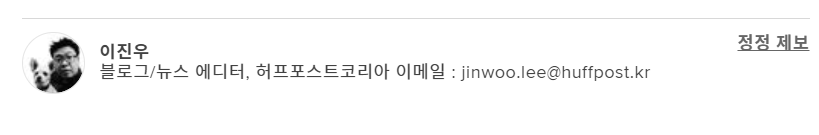 이진우
정정 제보
블로그/뉴스 에디터, 허프포스트코리아 이메일 : jinwoo.lee@huffpost.kr